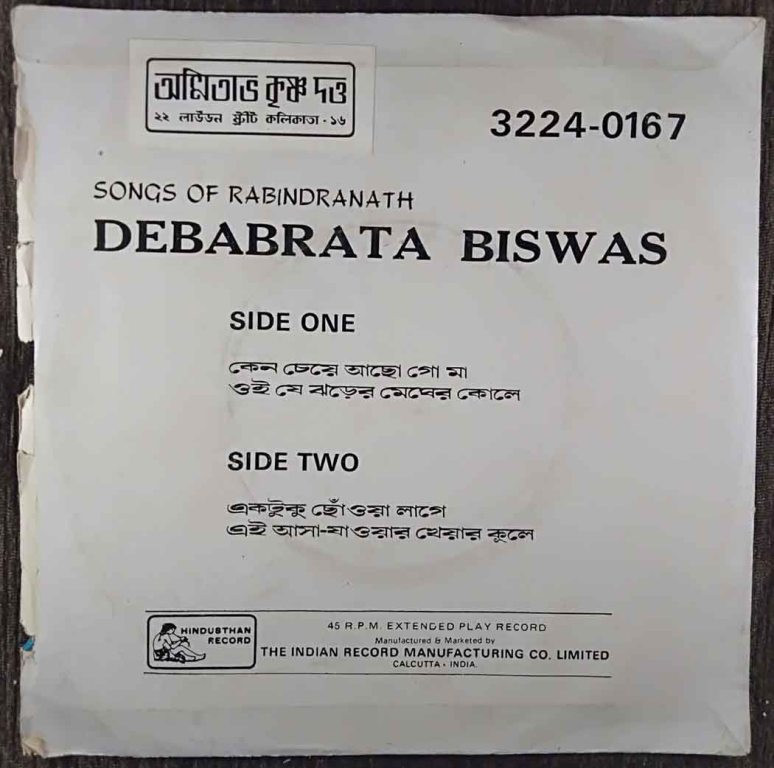 অমিতাভ কৃষ্ণ দত্ত
২২ লাউডন স্ট্রীট কলিকাতা - ১৬
3224-0167
SONGS OF RABINDRANATH
DEBABRATA BISWAS
SIDE ONE
কেন চেয়ে আছো গো মা
ওই যে ঝড়ের মেঘের কোলে
SIDE TWO
একটুকু ছোঁওয়া লাগে
এই আসা-যাওয়ার খেয়ার কূলে
HINDUSTHAN
RECORD
45 R.P.M. EXTENDED PLAY RECORD
Manufactured & Marketed by
THE INDIAN RECORD MANUFACTURING CO. LIMITED
CALCUTTA - INDIA.